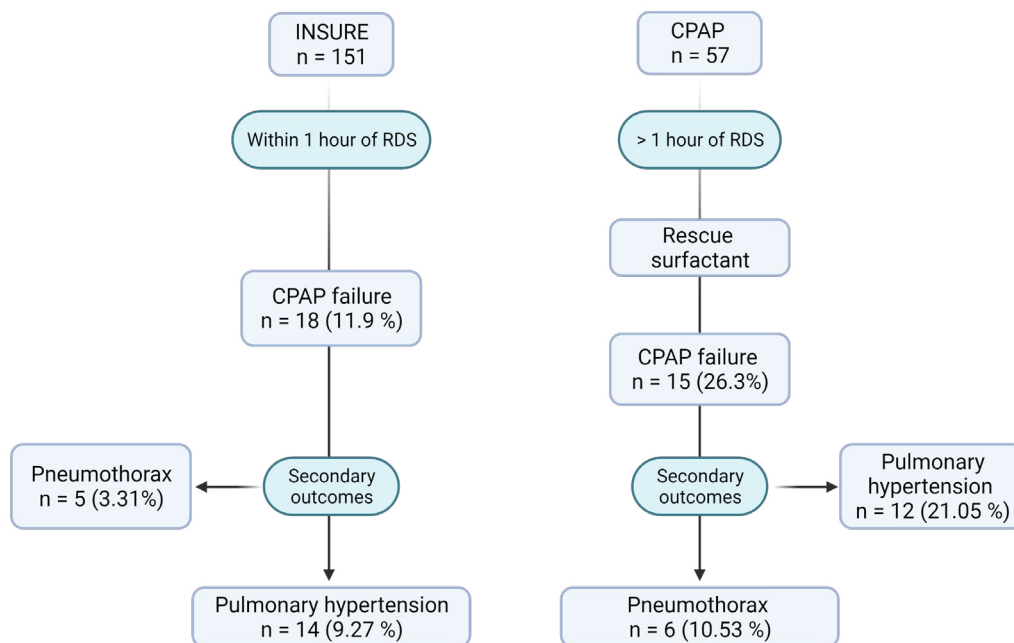 INSURE
n = 151
Within 1 hour of RDS
CPAP failure
n = 18 (11.9 %)
Secondary
outcomes
Pneumothorax
n = 5 (3.31%)
Pulmonary hypertension
n = 14 (9.27 %)
CPAP
n = 57
> 1 hour of RDS
Rescue
surfactant
CPAP failure
n = 15 (26.3%)
Secondary
outcomes
Pulmonary
hypertension
n = 12 (21.05 %)
Pneumothorax
n = 6 (10.53 %)